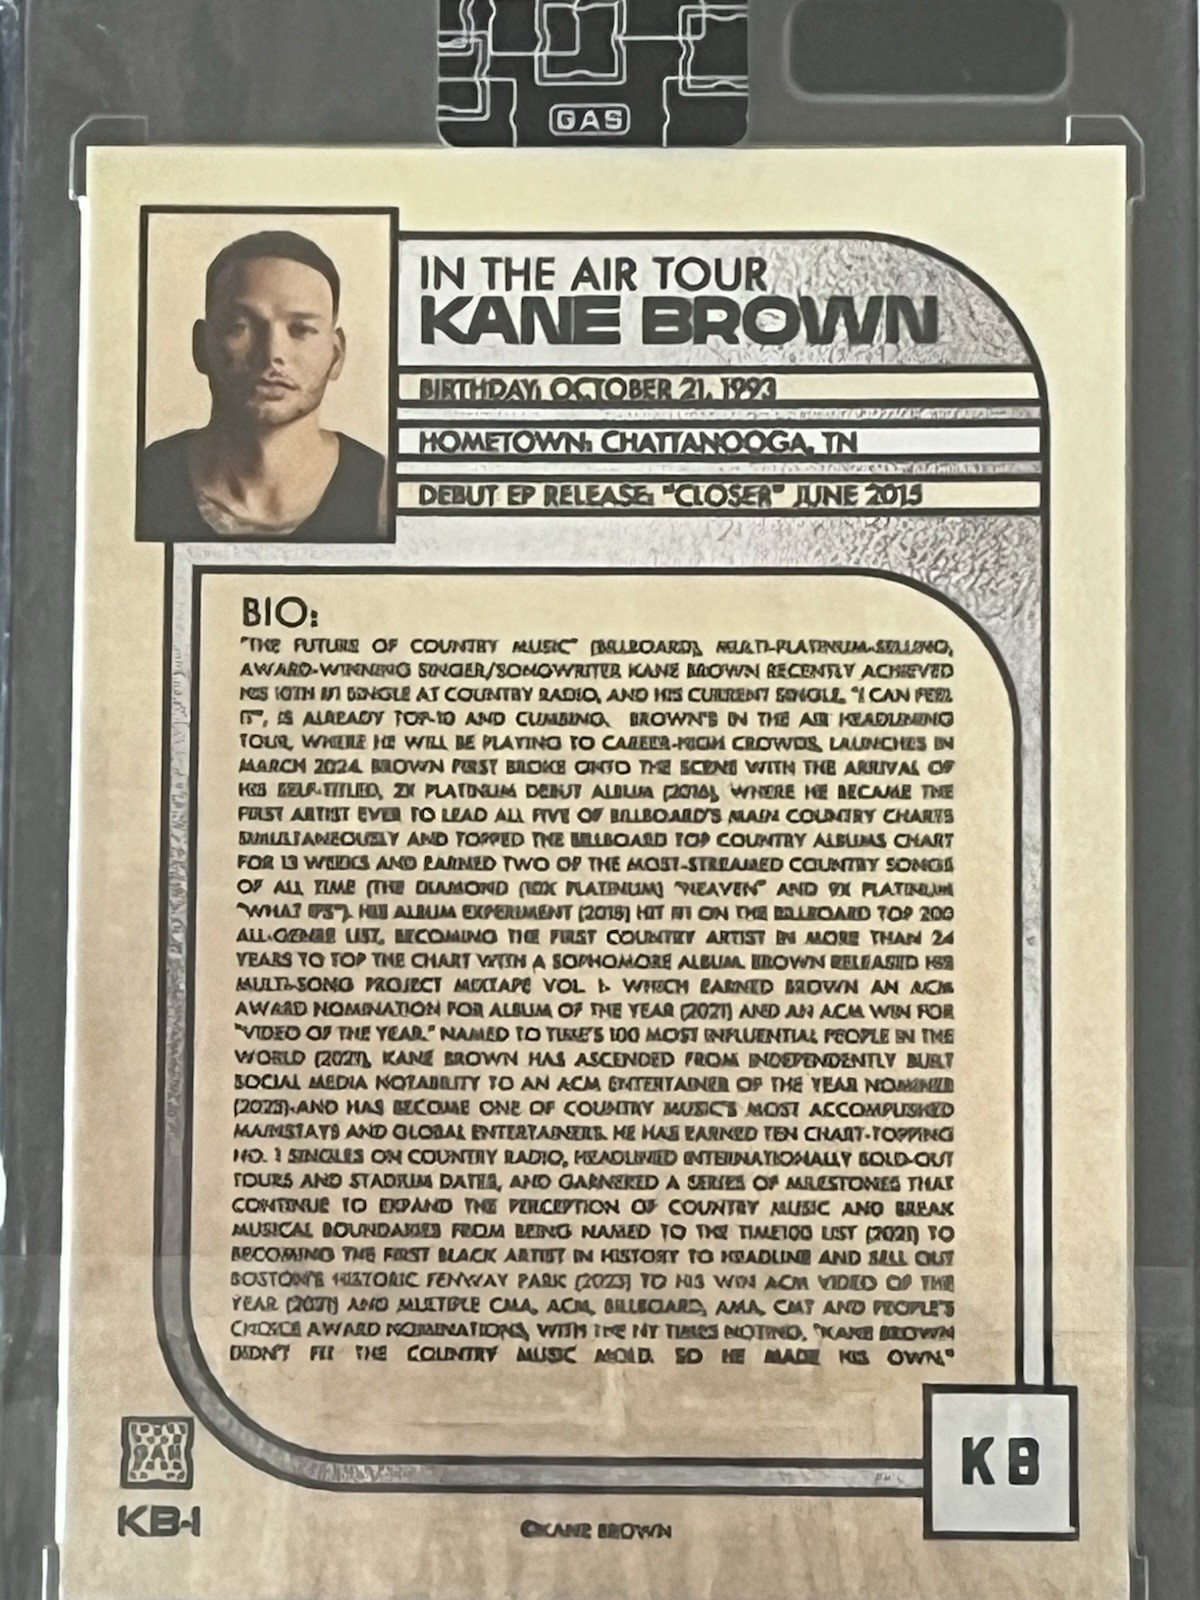 GAS
IN THE AIR TOUR
KANE BROWN
BIRTHDAY: OCTOBER 21, 1993
HOMETOWN: CHATTANOOGA, TN
DEBUT EP RELEASE: "CLOSER" JUNE 2015
BIO:
"THE FUTURE OF COUNTRY MUSIC" (BILLBOARD), MULTI-PLATINUM-SELLING,
AWARD-WINNING SINGER/SONGWRITER KANE BROWN RECENTLY ACHIEVED
HIS 10TH #1 SINGLE AT COUNTRY RADIO, AND HIS CURRENT SINGLE, "I CAN FEEL
IT", IS ALREADY TOP-10 AND CLIMBING. BROWN'S IN THE AIR HEADLINING
TOUR, WHERE HE WILL BE PLAYING TO CAREER-HIGH CROWDS, LAUNCHES IN
MARCH 2024. BROWN FIRST BROKE ONTO THE SCENE WITH THE ARRIVAL OF
HIS SELF-TITLED, 2X PLATINUM DEBUT ALBUM (2016), WHERE HE BECAME THE
FIRST ARTIST EVER TO LEAD ALL FIVE OF BILLBOARD'S MAIN COUNTRY CHARTS
SIMULTANEOUSLY AND TOPPED THE BILLBOARD TOP COUNTRY ALBUMS CHART
FOR 13 WEEKS AND EARNED TWO OF THE MOST-STREAMED COUNTRY SONGS
OF ALL TIME (THE DIAMOND (10X PLATINUM) "HEAVEN" AND 9X PLATINUM
"WHAT IFS"). HIS ALBUM EXPERIMENT (2018) HIT #1 ON THE BILLBOARD TOP 200
ALL-GENRE LIST, BECOMING THE FIRST COUNTRY ARTIST IN MORE THAN 24
YEARS TO TOP THE CHART WITH A SOPHOMORE ALBUM. BROWN RELEASED HIS
MULTI-SONG PROJECT MIXTAPE VOL 1- WHICH EARNED BROWN AN ACM
AWARD NOMINATION FOR ALBUM OF THE YEAR (2021) AND AN ACM WIN FOR
"VIDEO OF THE YEAR." NAMED TO TIME'S 100 MOST INFLUENTIAL PEOPLE IN THE
WORLD (2021), KANE BROWN HAS ASCENDED FROM INDEPENDENTLY BUILT
SOCIAL MEDIA NOTABILITY TO AN ACM ENTERTAINER OF THE YEAR NOMINEE
(2023)-AND HAS BECOME ONE OF COUNTRY MUSIC'S MOST ACCOMPLISHED
MAINSTAYS AND GLOBAL ENTERTAINERS. HE HAS EARNED TEN CHART-TOPPING
NO. 1 SINGLES ON COUNTRY RADIO, HEADLINED INTERNATIONALLY SOLD-OUT
TOURS AND STADIUM DATES, AND GARNERED A SERIES OF MILESTONES THAT
CONTINUE TO EXPAND THE PERCEPTION OF COUNTRY MUSIC AND BREAK
MUSICAL BOUNDARIES FROM BEING NAMED TO THE TIME100 LIST (2021) TO
BECOMING THE FIRST BLACK ARTIST IN HISTORY TO HEADLINE AND SELL OUT
BOSTON'S HISTORIC FENWAY PARK (2023) TO HIS WIN ACM VIDEO OF THE
YEAR (2021) AND MULTIPLE CMA, ACM, BILLBOARD, AMA, CMT AND PEOPLE'S
CHOICE AWARD NOMINATIONS, WITH THE NY TIMES NOTING, "KANE BROWN
DIDN'T FIT THE COUNTRY MUSIC MOLD. SO HE MADE HIS OWN."
GAS
KB-1
©KANE BROWN
KB